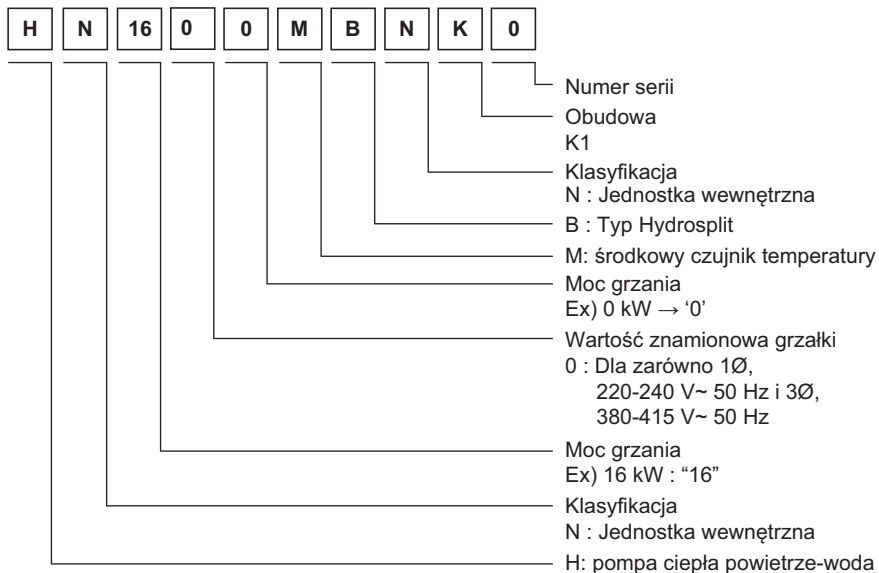 H N 16 0 0 M B N K 0
Numer serii
Obudowa
K1
Klasyfikacja
N : Jednostka wewnętrzna
B : Typ Hydrosplit
M: środkowy czujnik temperatury
Moc grzania
Ex) 0 kW → ‘0’
Wartość znamionowa grzałki
0 : Dla zarówno 1Ø,
220-240 V~ 50 Hz i 3Ø,
380-415 V~ 50 Hz
Moc grzania
Ex) 16 kW : “16”
Klasyfikacja
N : Jednostka wewnętrzna
H: pompa ciepła powietrze-woda